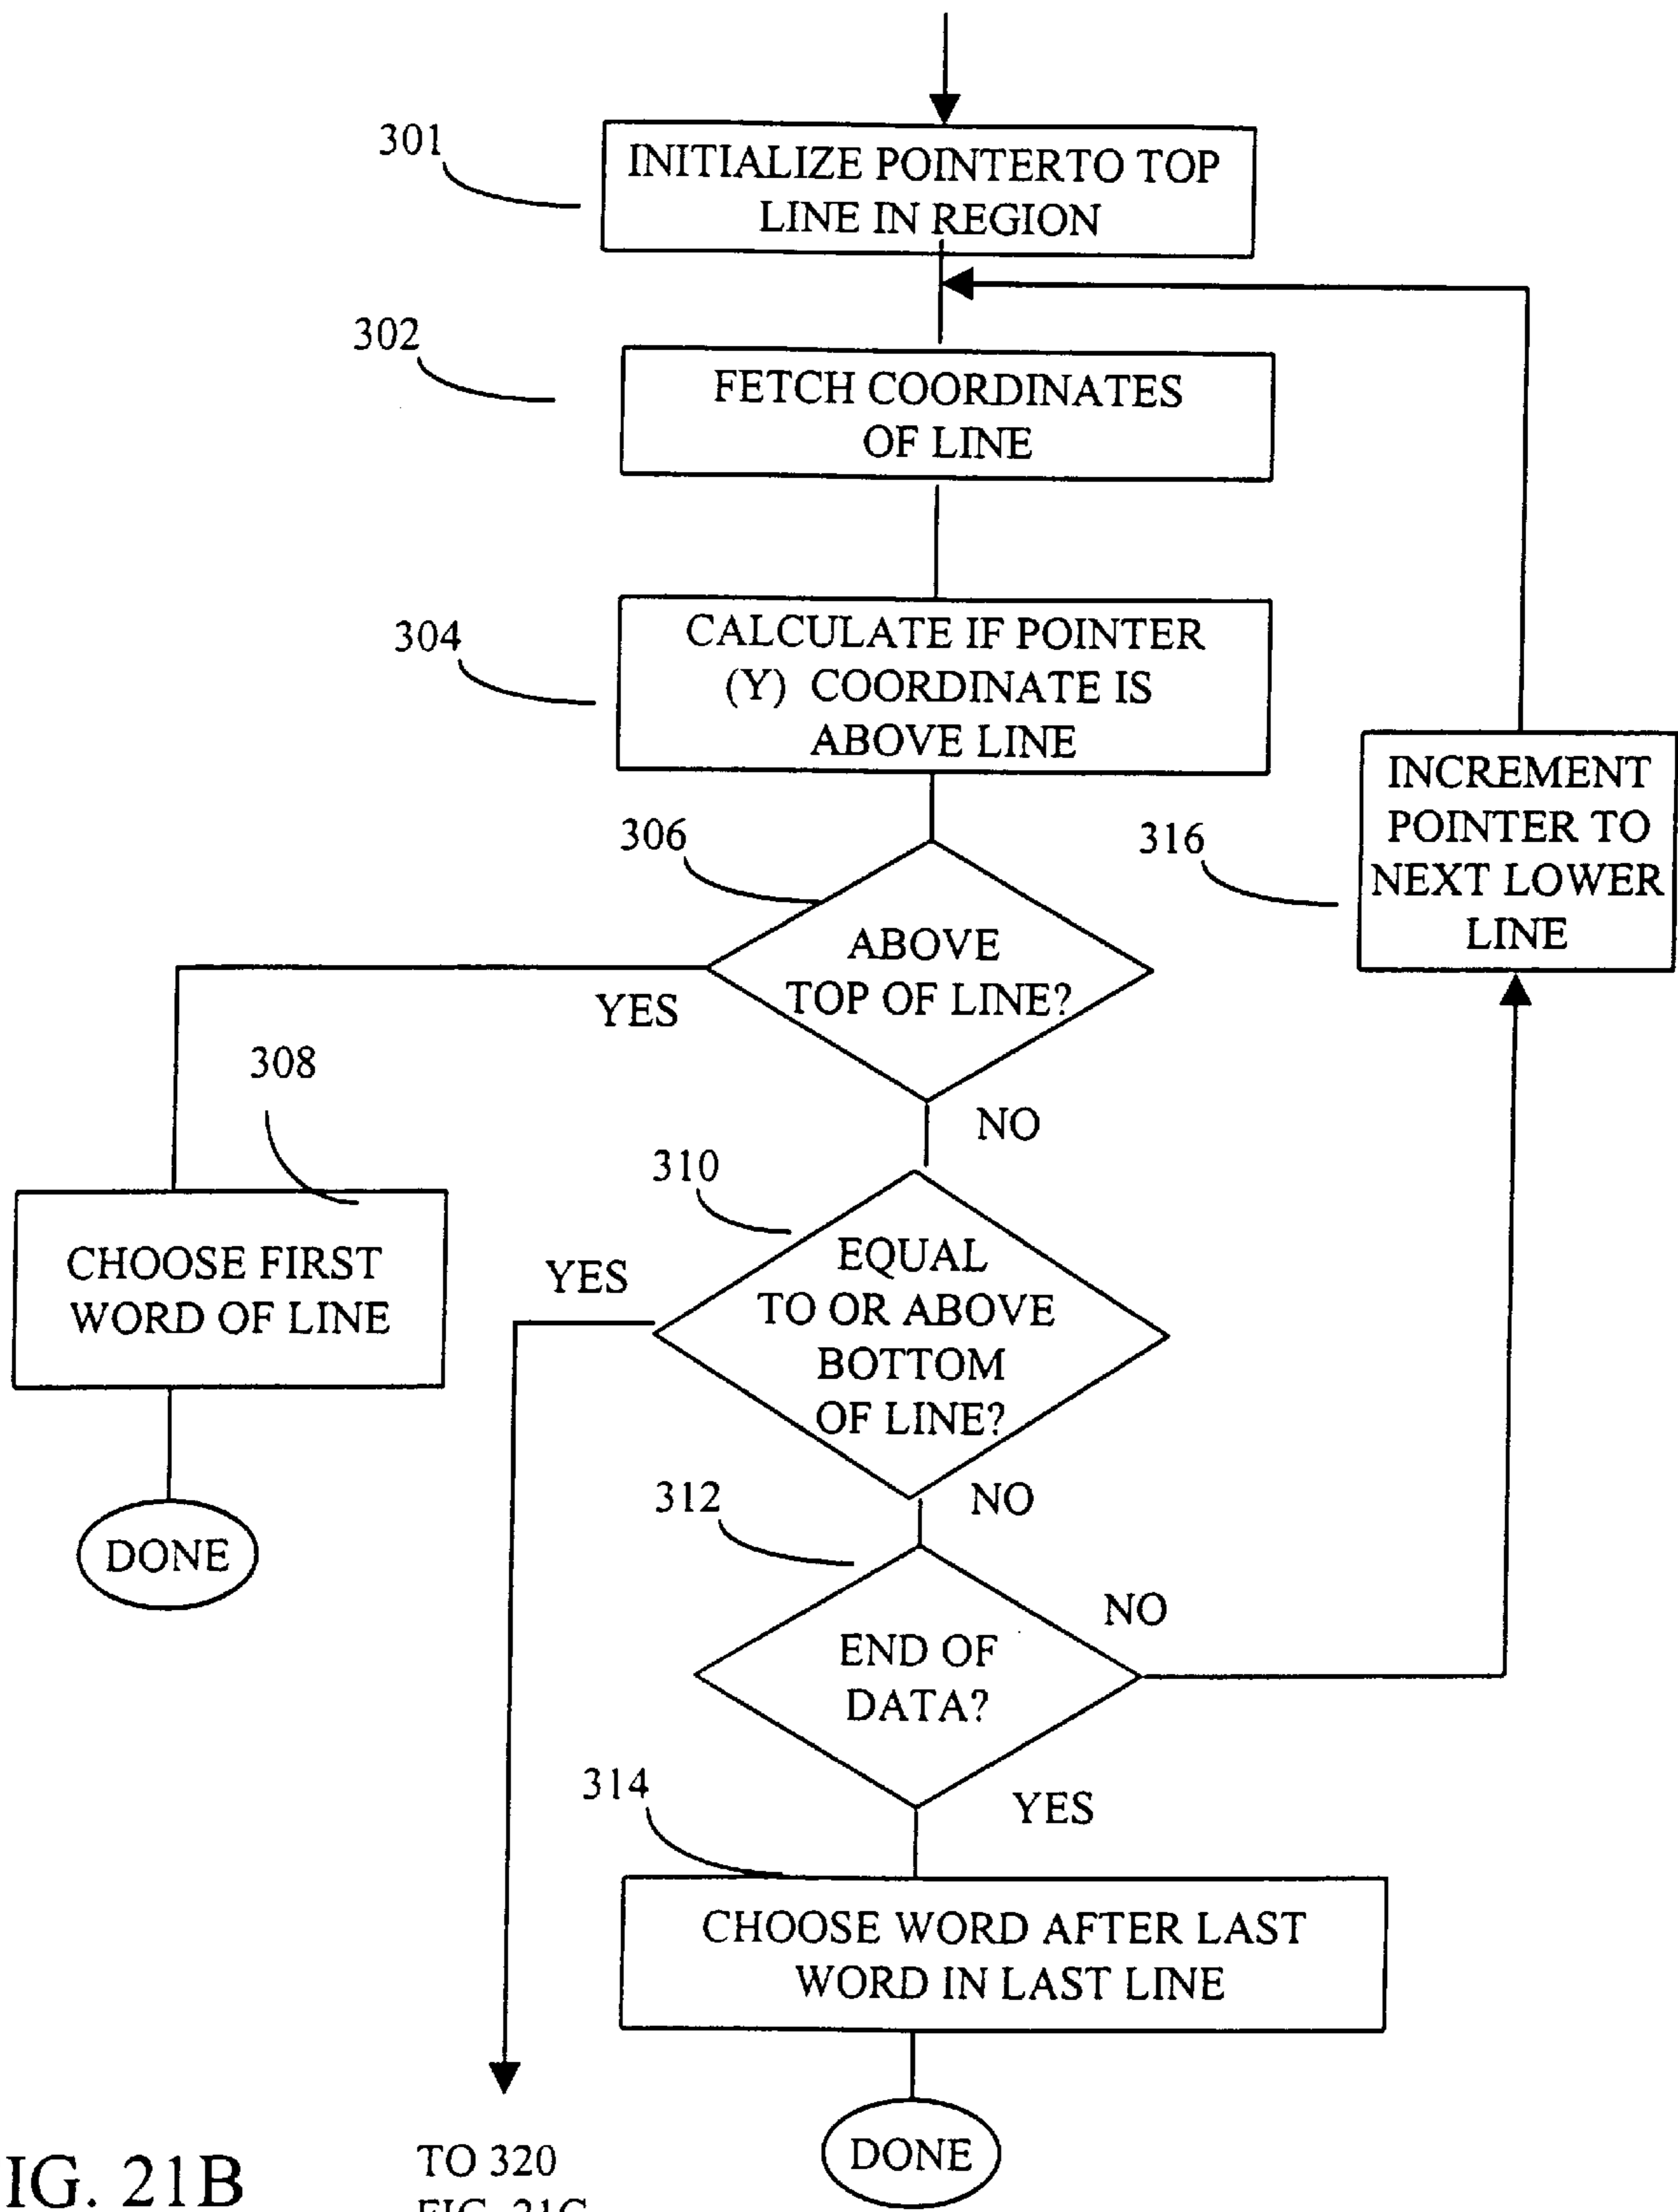 301
INITIALIZE POINTERTO TOP
LINE IN REGION
302
FETCH COORDINATES
OF LINE
304
CALCULATE IF POINTER
(Y) COORDINATE IS
ABOVE LINE
306
ABOVE
TOP OF LINE?
YES
NO
308
CHOOSE FIRST
WORD OF LINE
DONE
310
EQUAL
TO OR ABOVE
BOTTOM
OF LINE?
YES
NO
312
END OF
DATA?
NO
YES
316
INCREMENT
POINTER TO
NEXT LOWER
LINE
314
CHOOSE WORD AFTER LAST
WORD IN LAST LINE
DONE
TO 320
IG. 21B